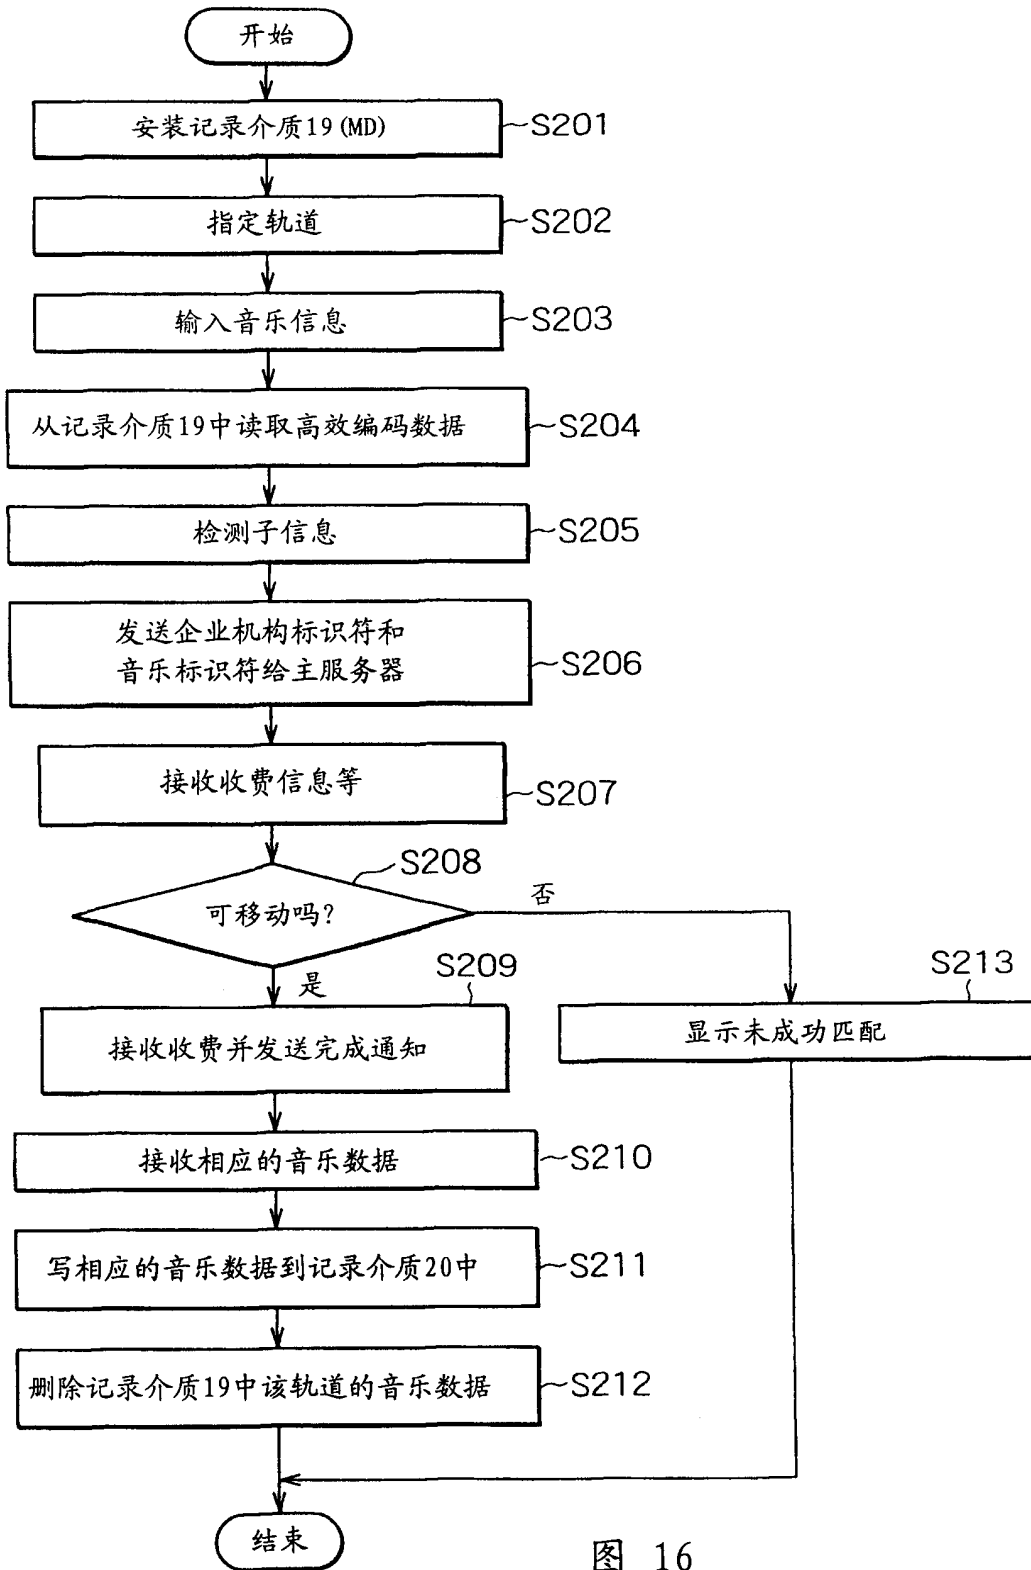 开始
安装记录介质19(MD)
S201
指定轨道
S202
输入音乐信息
S203
从记录介质19中读取高效编码数据
S204
检测子信息
S205
发送企业机构标识符和
音乐标识符给主服务器
S206
接收收费信息等
S207
S208
可移动吗?
否
是
S209
接收收费并发送完成通知
S213
显示未成功匹配
接收相应的音乐数据
S210
写相应的音乐数据到记录介质20中
S211
删除记录介质19中该轨道的音乐数据
S212
结束
图 16